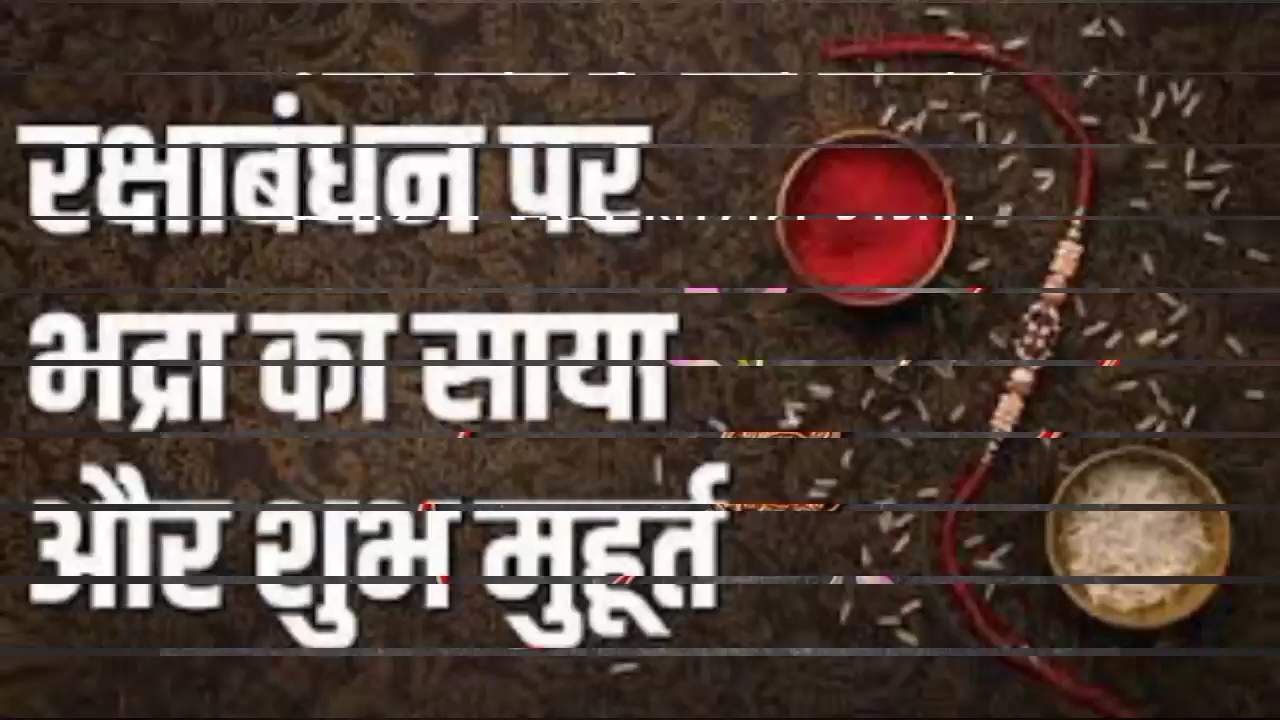 रक्षाबंधन पर
भद्रा का साया
और शुभ मुहूर्त